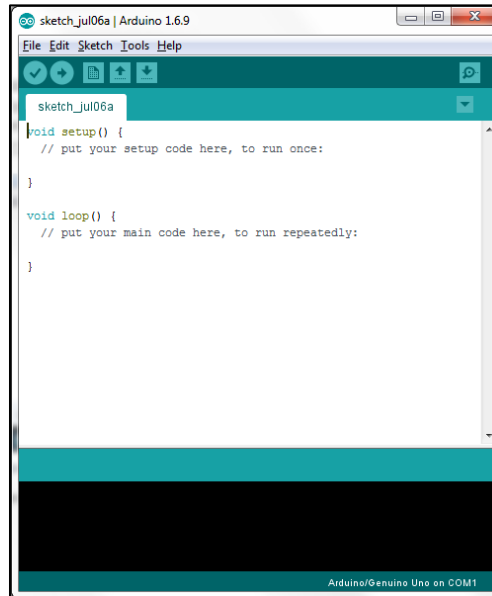 sketch_jul06a | Arduino 1.6.9
File Edit Sketch Tools Help
sketch_jul06a
void setup() {
  // put your setup code here, to run once:
}
void loop() {
  // put your main code here, to run repeatedly:
}
Arduino/Genuino Uno on COM1